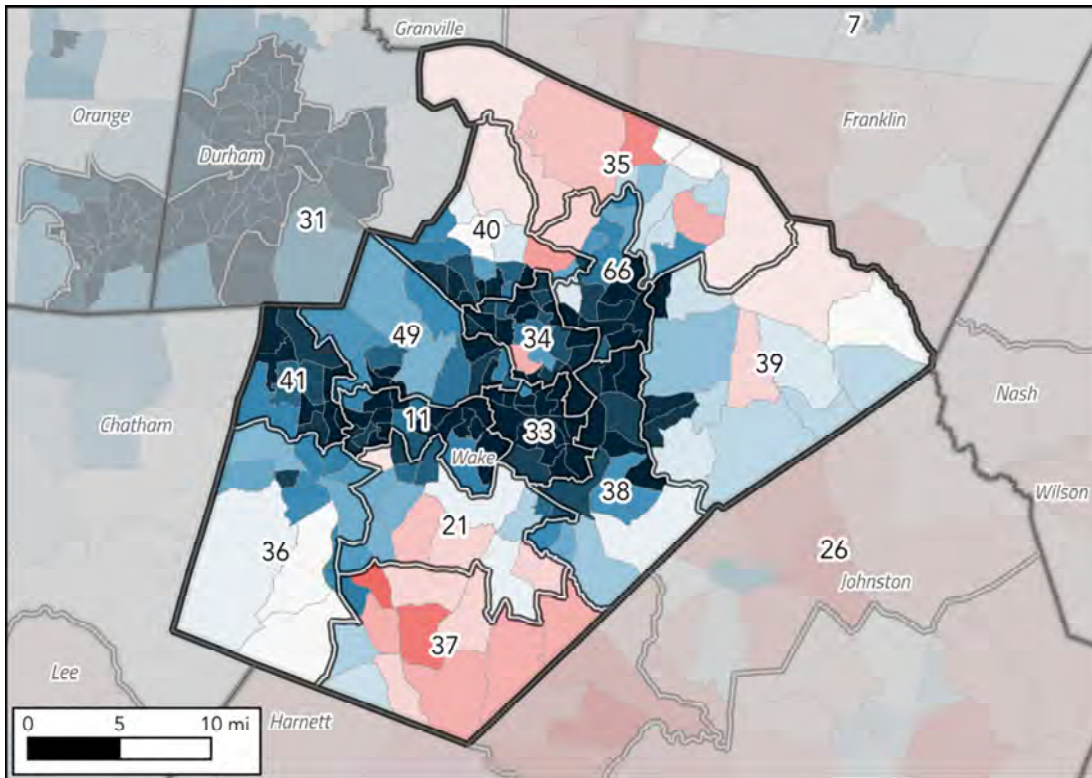 Granville
7
Orange
Franklin
Durham
35
31
40
66
49
34
39
41
Nash
11
Chatham
33
Wake
38
Wilson
21
36
26
Johnston
37
Lee
0 5 10 mi
Harnett